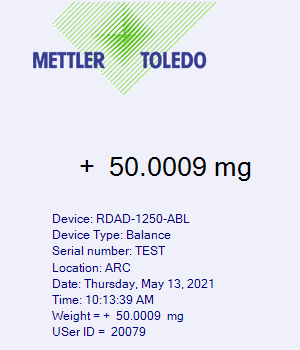 METTLER TOLEDO
+ 50.0009 mg
Device: RDAD-1250-ABL
Device Type: Balance
Serial number: TEST
Location: ARC
Date: Thursday, May 13, 2021
Time: 10:13:39 AM
Weight = + 50.0009 mg
USer ID = 20079